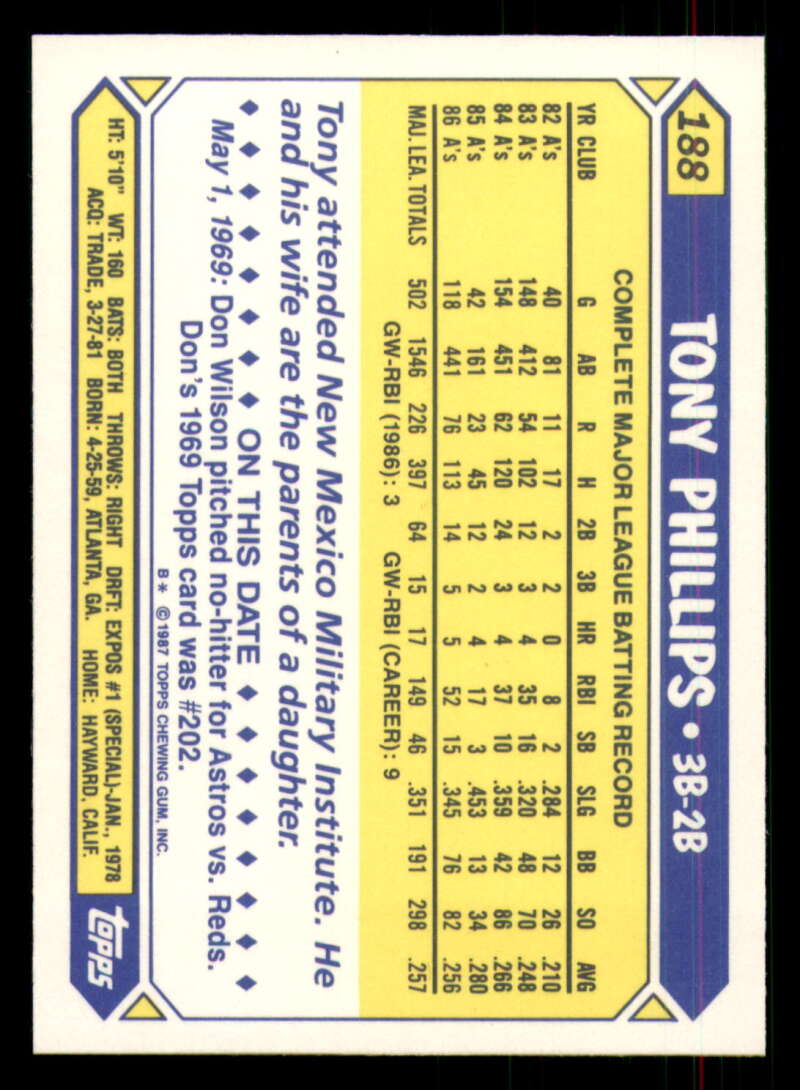 188
TONY PHILLIPS • 3B-2B
COMPLETE MAJOR LEAGUE BATTING RECORD
YR CLUB G AB R H 2B 3B HR RBI SB SLG BB SO AVG
82 A's 40 81 11 17 2 2 0 8 2 .284 12 26 .210
83 A's 148 412 54 102 12 3 4 35 16 .320 48 70 .248
84 A's 154 451 62 120 24 3 4 37 10 .359 42 86 .266
85 A's 42 161 23 45 12 2 4 17 3 .453 13 34 .280
86 A's 118 441 76 113 14 5 5 52 15 .345 76 82 .256
MAJ. LEA. TOTALS 502 1546 226 397 64 15 17 149 46 .351 191 298 .257
GW-RBI (1986): 3 GW-RBI (CAREER): 9
Tony attended New Mexico Military Institute. He
and his wife are the parents of a daughter.
♦ ♦ ♦ ♦ ♦ ♦ ♦ ♦ ON THIS DATE ♦ ♦ ♦ ♦ ♦ ♦ ♦ ♦
May 1, 1969: Don Wilson pitched no-hitter for Astros vs. Reds.
Don's 1969 Topps card was #202.
B* ©1987 TOPPS CHEWING GUM, INC.
HT: 5'10" WT: 160 BATS: BOTH THROWS: RIGHT DRFT: EXPOS #1 (SPECIAL)-JAN., 1978
ACQ: TRADE, 3-27-81 BORN: 4-25-59, ATLANTA, GA. HOME: HAYWARD, CALIF.
topps